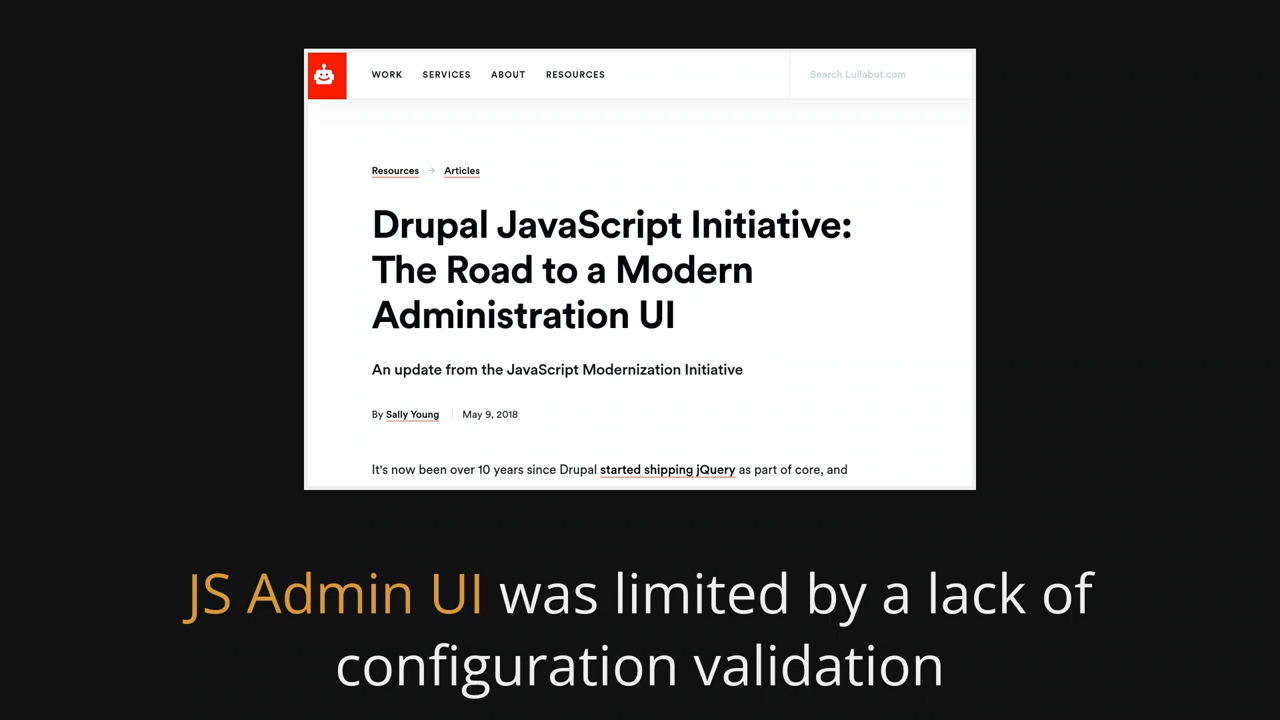 WORK SERVICES ABOUT RESOURCES Search Lullabot.com
Resources → Articles
Drupal JavaScript Initiative:
The Road to a Modern
Administration UI
An update from the JavaScript Modernization Initiative
By Sally Young May 9, 2018
It's now been over 10 years since Drupal started shipping jQuery as part of core, and
JS Admin UI was limited by a lack of
configuration validation